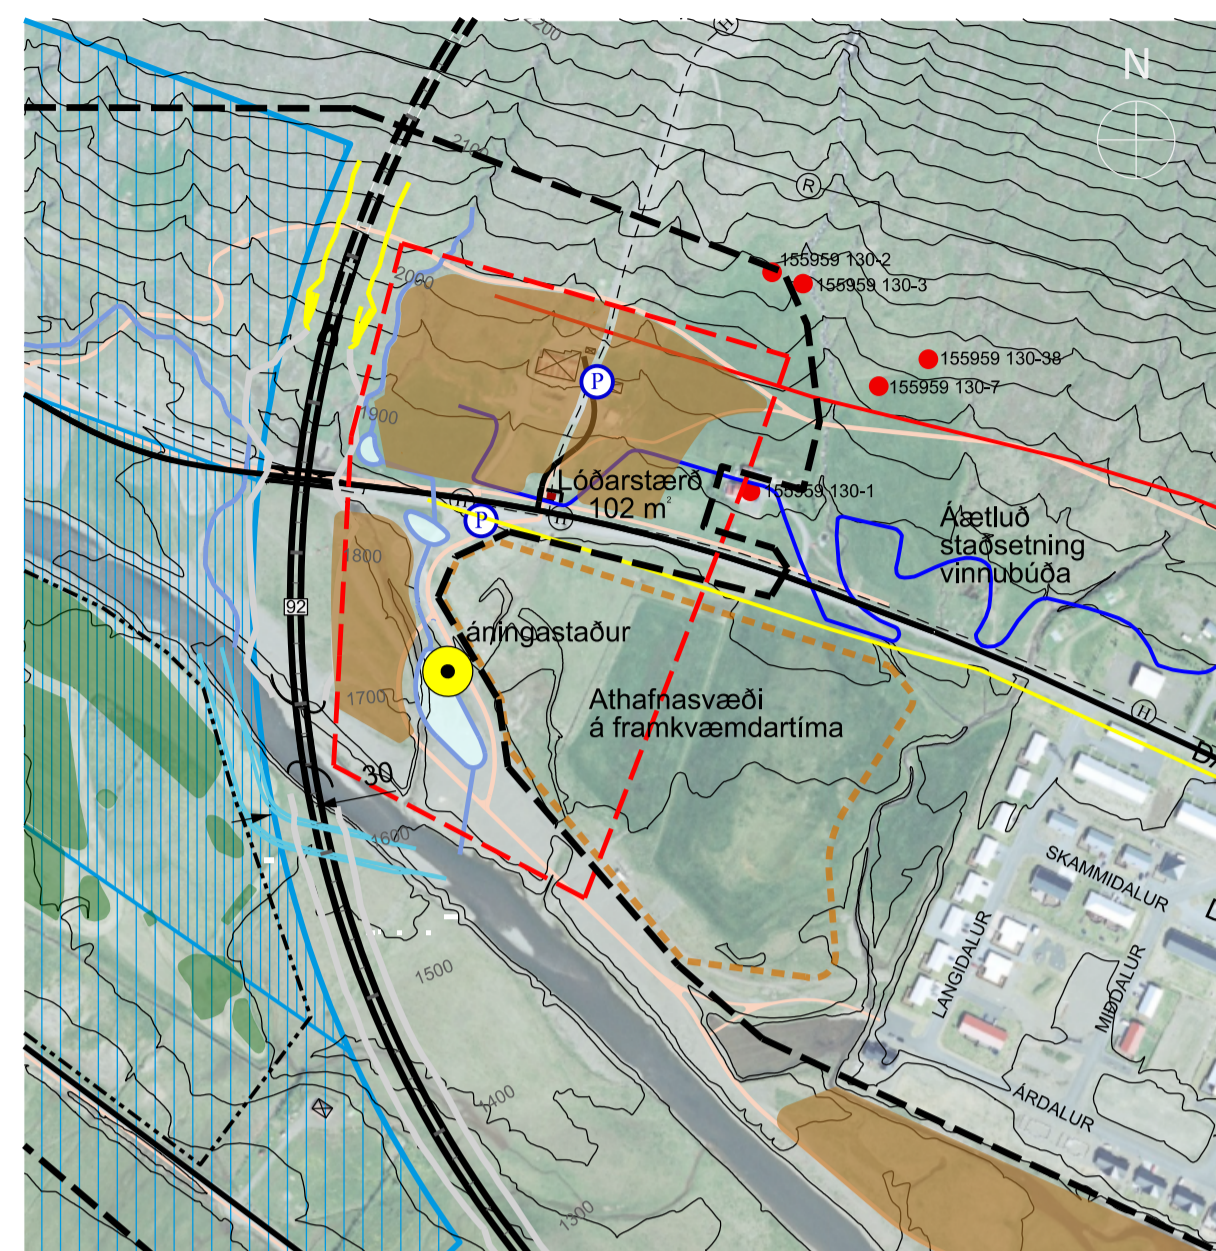 2200
H
N
2100
R
155959 130-2
155959 130-3
2000
155959 130-38
155959 130-7
P
1900
Lóðarstærð
102 m²
155959 130-1
H
H
P
Áætluð
staðsetning
vinnubúða
1800
92
áningastaður
1700
Athafnasvæði
á framkvæmdartíma
H
30
1600
SKAMMIDALUR
LANGIDALUR
MIÐDALUR
1500
1400
ÁRDALUR
1300